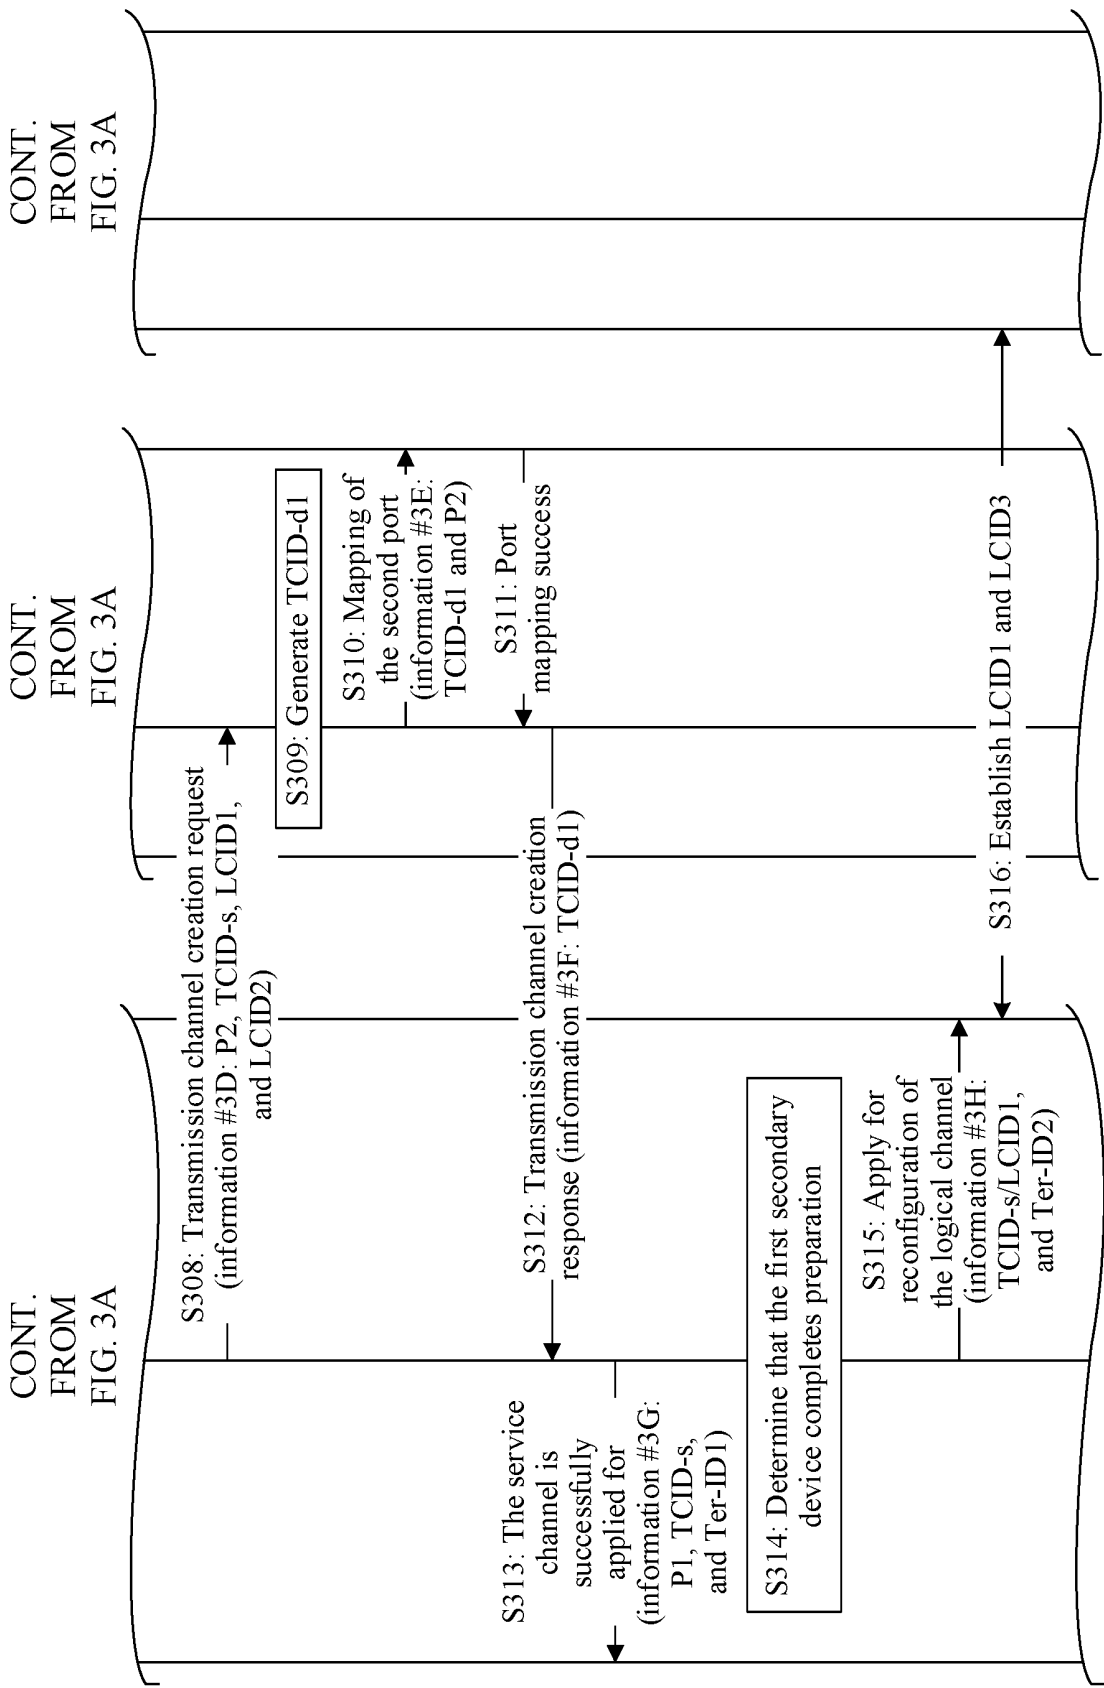 CONT.
FROM
FIG. 3A
CONT.
FROM
FIG. 3A
CONT.
FROM
FIG. 3A
S308: Transmission channel creation request
(information #3D: P2, TCID-s, LCID1,
and LCID2)
S309: Generate TCID-d1
S310: Mapping of
the second port
(information #3E:
TCID-d1 and P2)
S311: Port
mapping success
S312: Transmission channel creation
response (information #3F: TCID-d1)
S313: The service
channel is
successfully
applied for
(information #3G:
P1, TCID-s,
and Ter-ID1)
S314: Determine that the first secondary
device completes preparation
S315: Apply for
reconfiguration of
the logical channel
(information #3H:
TCID-s/LCID1,
and Ter-ID2)
S316: Establish LCID1 and LCID3